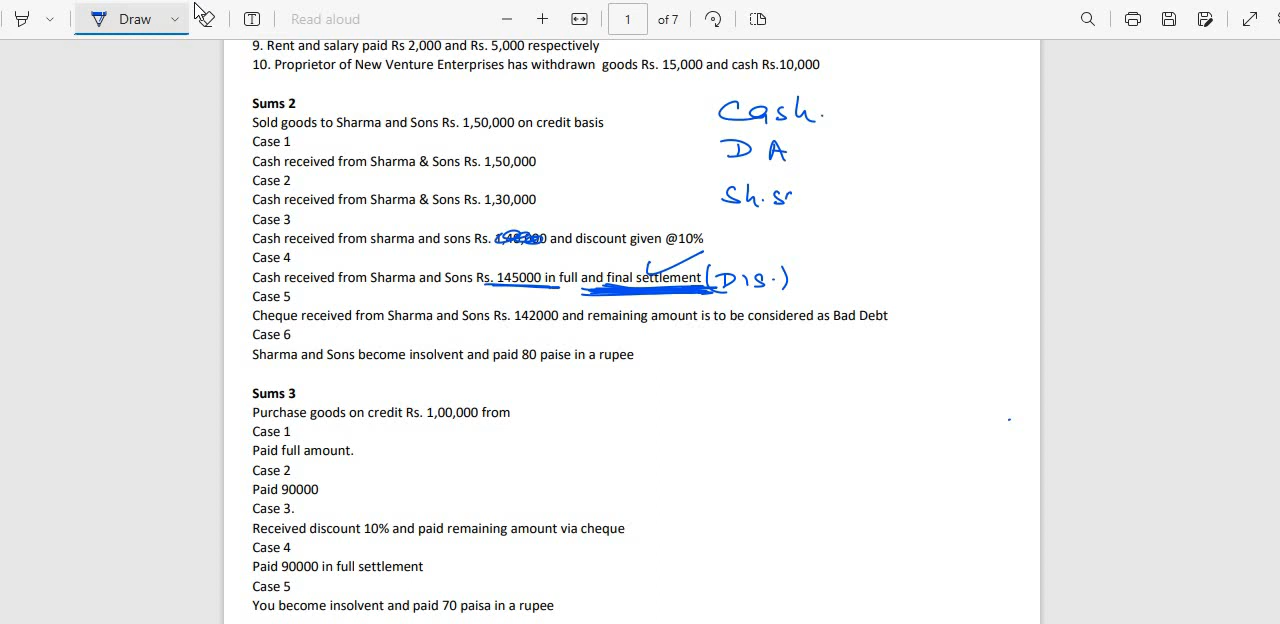 Draw
Read aloud
1 of 7
9. Rent and salary paid Rs 2,000 and Rs. 5,000 respectively
10. Proprietor of New Venture Enterprises has withdrawn goods Rs. 15,000 and cash Rs.10,000
Sums 2
Cash.
Sold goods to Sharma and Sons Rs. 1,50,000 on credit basis
Case 1
D A
Cash received from Sharma & Sons Rs. 1,50,000
Case 2
Cash received from Sharma & Sons Rs. 1,30,000
Sh. S
Case 3
Cash received from sharma and sons Rs. and discount given @10%
Case 4
Cash received from Sharma and Sons Rs. 145000 in full and final settlement (Dis.)
Case 5
Cheque received from Sharma and Sons Rs. 142000 and remaining amount is to be considered as Bad Debt
Case 6
Sharma and Sons become insolvent and paid 80 paise in a rupee
Sums 3
Purchase goods on credit Rs. 1,00,000 from
Case 1
Paid full amount.
Case 2
Paid 90000
Case 3.
Received discount 10% and paid remaining amount via cheque
Case 4
Paid 90000 in full settlement
Case 5
You become insolvent and paid 70 paisa in a rupee